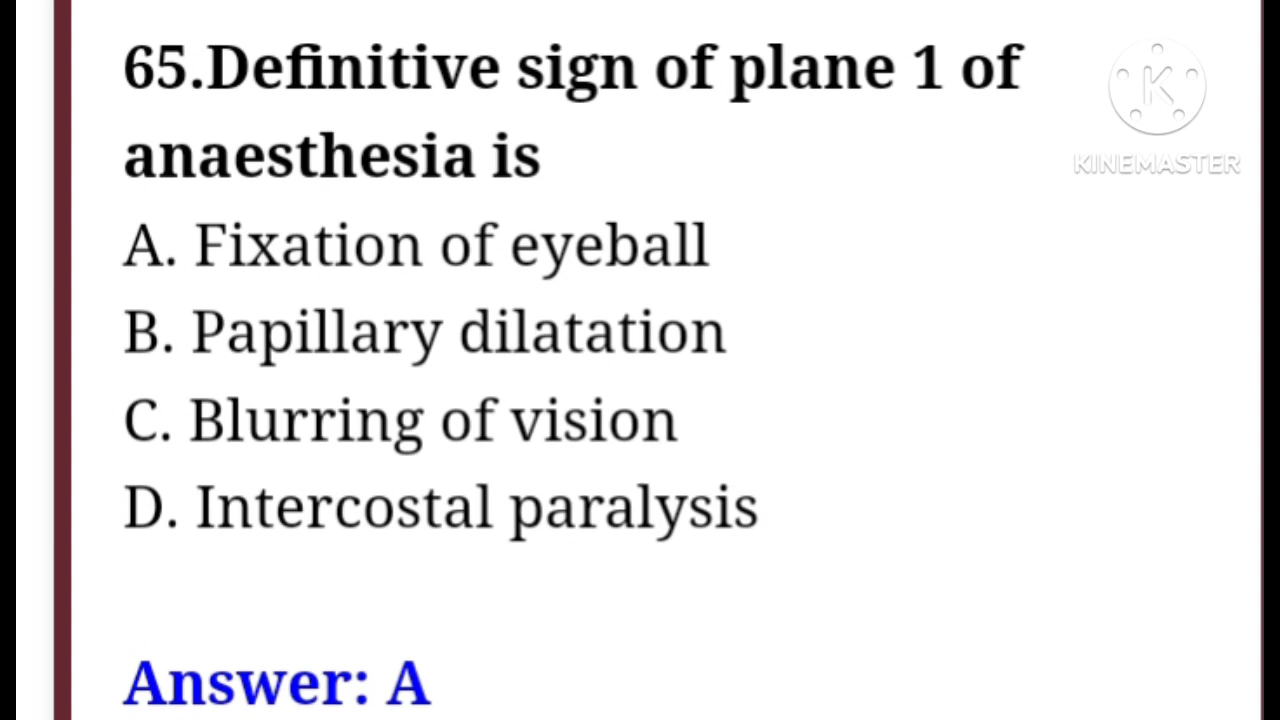 65.Definitive sign of plane 1 of
anaesthesia is
A. Fixation of eyeball
B. Papillary dilatation
C. Blurring of vision
D. Intercostal paralysis
Answer: A
K
KINEMASTER